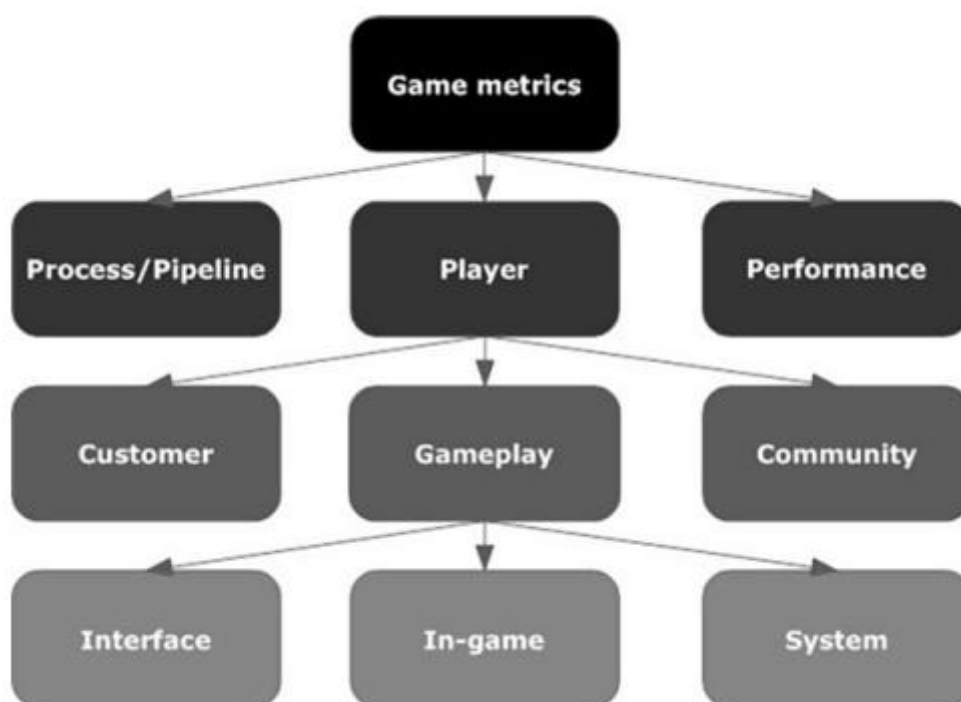 Game metrics
Process/Pipeline
Player
Performance
Customer
Gameplay
Community
Interface
In-game
System